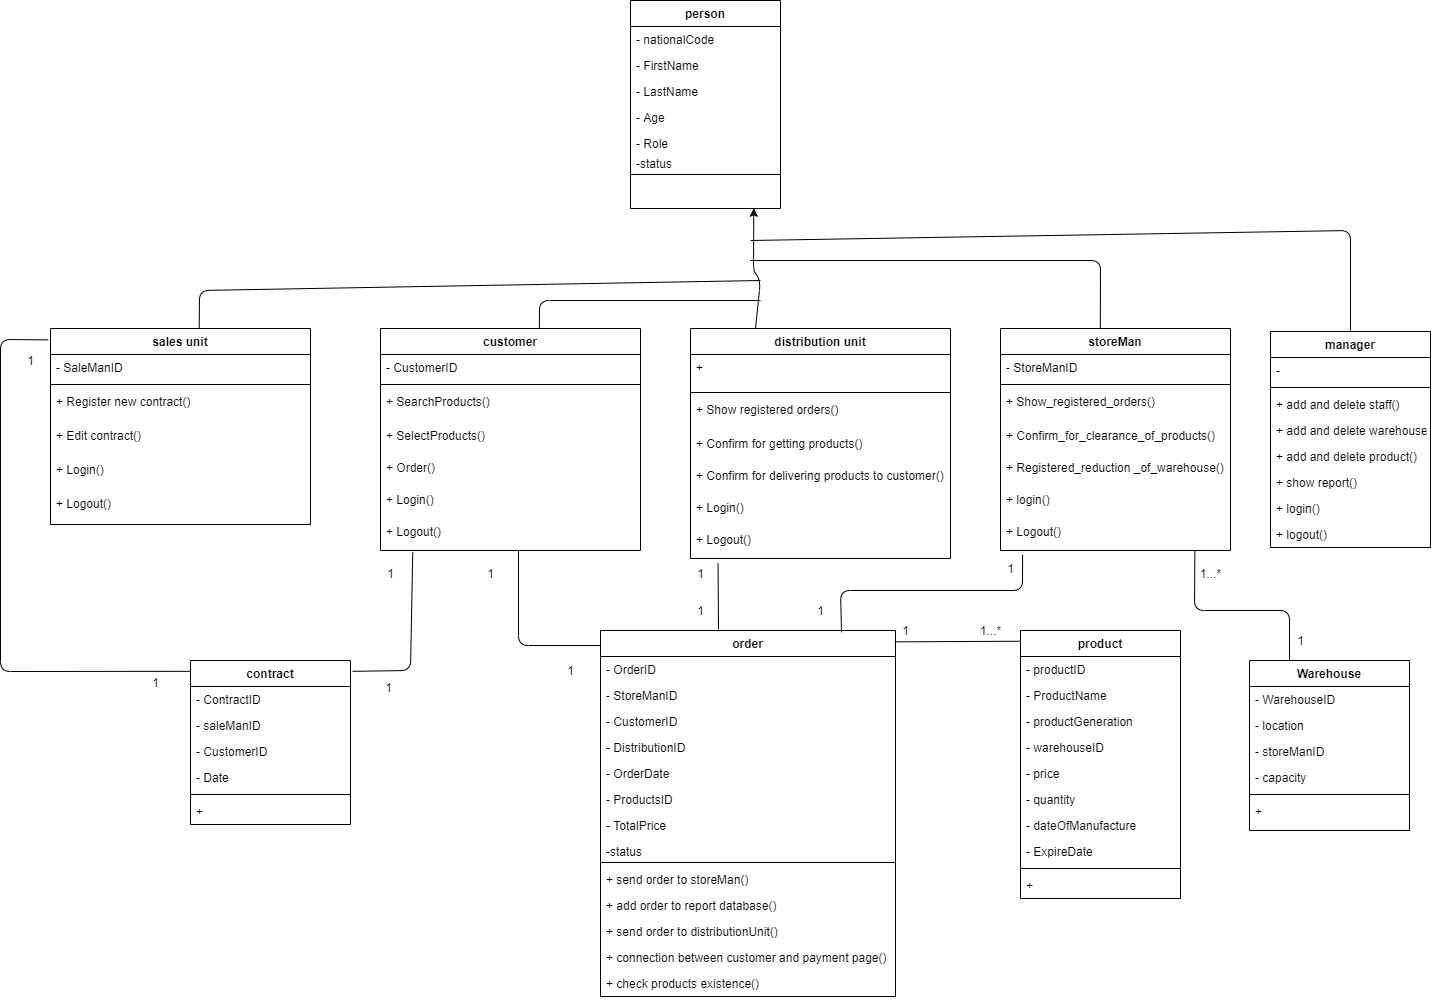 person
- nationalCode
- FirstName
- LastName
- Age
- Role
-status
sales unit
- SaleManID
+ Register new contract()
+ Edit contract()
+ Login()
+ Logout()
customer
- CustomerID
+ SearchProducts()
+ SelectProducts()
+ Order()
+ Login()
+ Logout()
distribution unit
+
+ Show registered orders()
+ Confirm for getting products()
+ Confirm for delivering products to customer()
+ Login()
+ Logout()
storeMan
- StoreManID
+ Show_registered_orders()
+ Confirm_for_clearance_of_products()
+ Registered_reduction _of_warehouse()
+ login()
+ Logout()
manager
-
+ add and delete staff()
+ add and delete warehouse
+ add and delete product()
+ show report()
+ login()
+ logout()
1
1
1
1
1
1...*
1
1
1
1...*
1
1
1
1
contract
- ContractID
- saleManID
- CustomerID
- Date
+
order
- OrderID
- StoreManID
- CustomerID
- DistributionID
- OrderDate
- ProductsID
- TotalPrice
-status
+ send order to storeMan()
+ add order to report database()
+ send order to distributionUnit()
+ connection between customer and payment page()
+ check products existence()
product
- productID
- ProductName
- productGeneration
- warehouseID
- price
- quantity
- dateOfManufacture
- ExpireDate
+
Warehouse
- WarehouseID
- location
- storeManID
- capacity
+